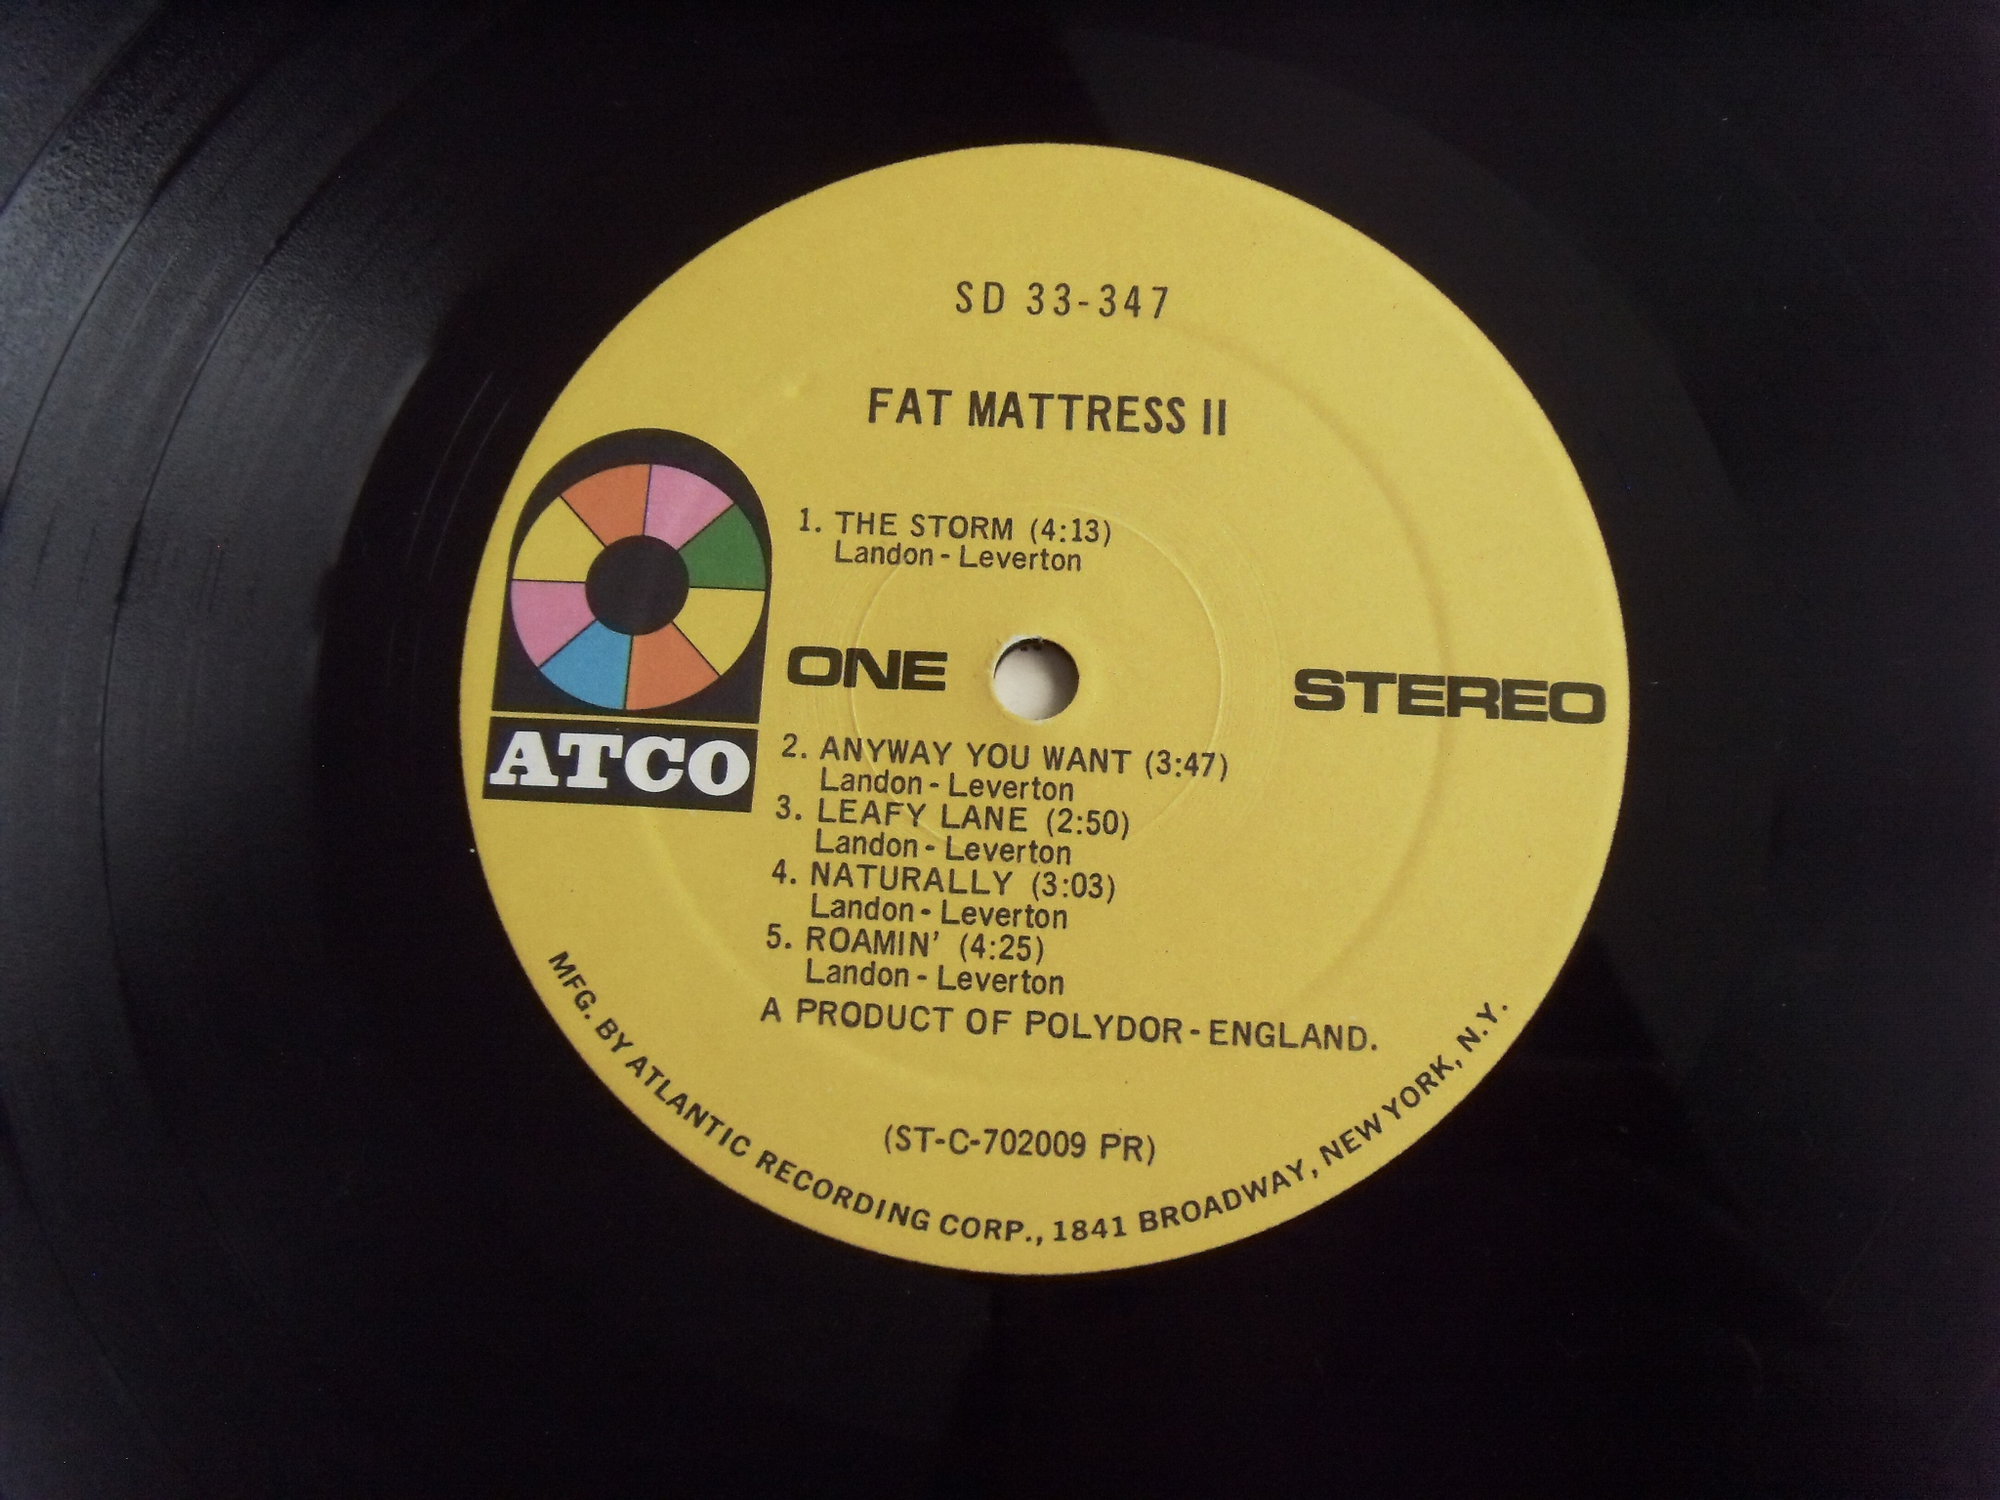 SD 33-347
FAT MATTRESS II
1. THE STORM (4:13)
Landon - Leverton
ONE
STEREO
ATCO
2. ANYWAY YOU WANT (3:47)
Landon - Leverton
3. LEAFY LANE (2:50)
Landon - Leverton
4. NATURALLY (3:03)
Landon - Leverton
5. ROAMIN' (4:25)
Landon - Leverton
A PRODUCT OF POLYDOR - ENGLAND.
(ST-C-702009 PR)
MFG. BY ATLANTIC RECORDING CORP., 1841 BROADWAY, NEW YORK, N.Y.